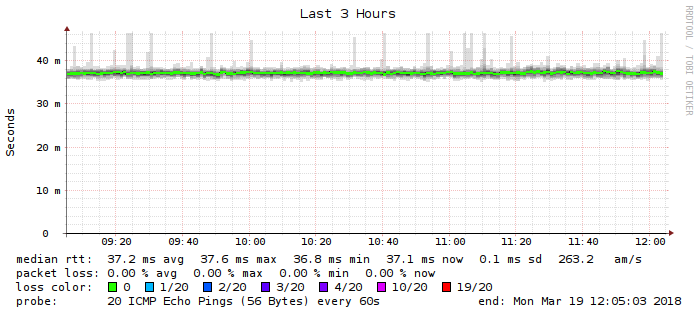 Last 3 Hours
RRDTOOL / TOBI OETIKER
Seconds
40 m
30 m
20 m
10 m
0
09:20 09:40 10:00 10:20 10:40 11:00 11:20 11:40 12:00
median rtt: 37.2 ms avg 37.6 ms max 36.8 ms min 37.1 ms now 0.1 ms sd 263.2 am/s
packet loss: 0.00 % avg 0.00 % max 0.00 % min 0.00 % now
loss color: 0 1/20 2/20 3/20 4/20 10/20 19/20
probe: 20 ICMP Echo Pings (56 Bytes) every 60s end: Mon Mar 19 12:05:03 2018